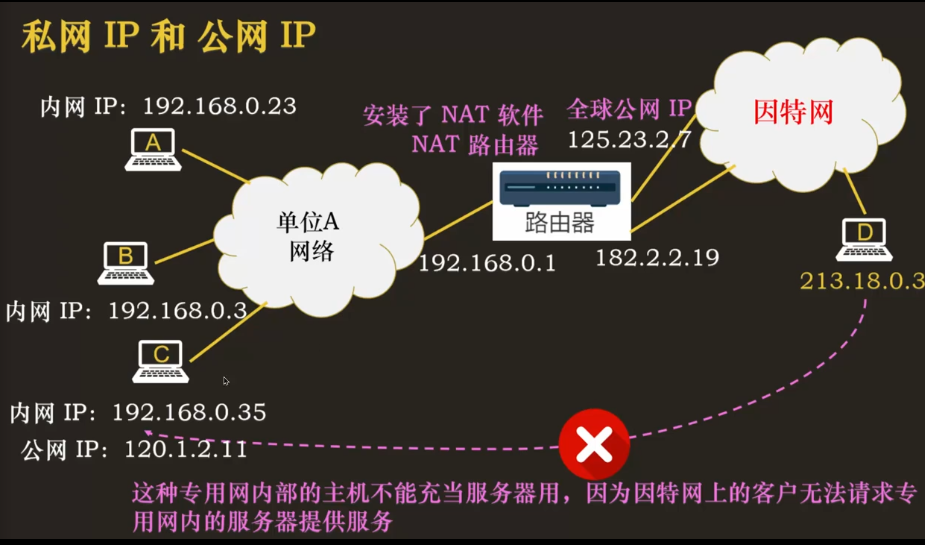 私网 IP 和 公网 IP
内网 IP：192.168.0.23
A
安装了 NAT 软件
NAT 路由器
全球公网 IP
125.23.2.7
因特网
单位A
网络
路由器
B
192.168.0.1
182.2.2.19
D
213.18.0.3
内网 IP：192.168.0.3
C
内网 IP：192.168.0.35
公网 IP：120.1.2.11
这种专用网内部的主机不能充当服务器用，因为因特网上的客户无法请求专
用网内的服务器提供服务